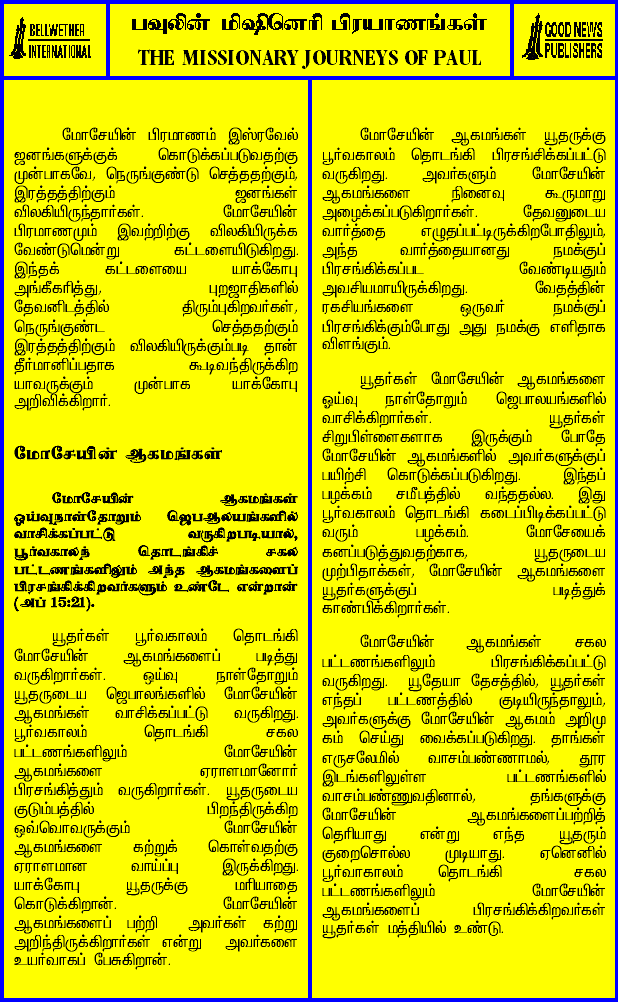 BELLWETHER
INTERNATIONAL
பவுலின் மிஷினெரி பிரயாணங்கள்
THE MISSIONARY JOURNEYS OF PAUL
GOOD NEWS
PUBLISHERS
மோசேயின் பிரமாணம் இஸ்ரவேல்
ஜனங்களுக்குக் கொடுக்கப்படுவதற்கு
முன்பாகவே, நெருங்குண்டு செத்ததற்கும்,
இரத்தத்திற்கும் ஜனங்கள்
விலகியிருந்தார்கள். மோசேயின்
பிரமாணமும் இவற்றிற்கு விலகியிருக்க
வேண்டுமென்று கட்டளையிடுகிறது.
இந்தக் கட்டளையை யாக்கோபு
அங்கீகரித்து, புறஜாதிகளில்
தேவனிடத்தில் திரும்புகிறவர்கள்,
நெருங்குண்ட செத்ததற்கும்
இரத்தத்திற்கும் விலகியிருக்கும்படி தான்
தீர்மானிப்பதாக கூடிவந்திருக்கிற
யாவருக்கும் முன்பாக யாக்கோபு
அறிவிக்கிறார்.
மோசேயின் ஆகமங்கள்
மோசேயின் ஆகமங்கள்
ஓய்வுநாள்தோறும் ஜெபஆலயங்களில்
வாசிக்கப்பட்டு வருகிறபடியால்,
பூர்வகாலந் தொடங்கிச் சகல
பட்டணங்களிலும் அந்த ஆகமங்களைப்
பிரசங்கிக்கிறவர்களும் உண்டே என்றான்
(அப் 15:21).
யூதர்கள் பூர்வகாலம் தொடங்கி
மோசேயின் ஆகமங்களைப் படித்து
வருகிறார்கள். ஒய்வு நாள்தோறும்
யூதருடைய ஜெபாலங்களில் மோசேயின்
ஆகமங்கள் வாசிக்கப்பட்டு வருகிறது.
பூர்வகாலம் தொடங்கி சகல
பட்டணங்களிலும் மோசேயின்
ஆகமங்களை ஏராளமானோர்
பிரசங்கித்தும் வருகிறார்கள். யூதருடைய
குடும்பத்தில் பிறந்திருக்கிற
ஒவ்வொவருக்கும் மோசேயின்
ஆகமங்களை கற்றுக் கொள்வதற்கு
ஏராளமான வாய்ப்பு இருக்கிறது.
யாக்கோபு யூதருக்கு மரியாதை
கொடுக்கிறான். மோசேயின்
ஆகமங்களைப் பற்றி அவர்கள் கற்று
அறிந்திருக்கிறார்கள் என்று அவர்களை
உயர்வாகப் பேசுகிறான்.
மோசேயின் ஆகமங்கள் யூதருக்கு
பூர்வகாலம் தொடங்கி பிரசங்சிக்கப்பட்டு
வருகிறது. அவர்களும் மோசேயின்
ஆகமங்களை நினைவு கூருமாறு
அழைக்கப்படுகிறார்கள். தேவனுடைய
வார்த்தை எழுதப்பட்டிருக்கிறபோதிலும்,
அந்த வார்த்தையானது நமக்குப்
பிரசங்கிக்கப்பட வேண்டியதும்
அவசியமாயிருக்கிறது. வேதத்தின்
ரகசியங்களை ஒருவர் நமக்குப்
பிரசங்கிக்கும்போது அது நமக்கு எளிதாக
விளங்கும்.
யூதர்கள் மோசேயின் ஆகமங்களை
ஓய்வு நாள்தோறும் ஜெபாலயங்களில்
வாசிக்கிறார்கள். யூதர்கள்
சிறுபிள்ளைகளாக இருக்கும் போதே
மோசேயின் ஆகமங்களில் அவர்களுக்குப்
பயிற்சி கொடுக்கப்படுகிறது. இந்தப்
பழக்கம் சமீபத்தில் வந்ததல்ல. இது
பூர்வகாலம் தொடங்கி கடைப்பிடிக்கப்பட்டு
வரும் பழக்கம். மோசேயைக்
கனப்படுத்துவதற்காக, யூதருடைய
முற்பிதாக்கள், மோசேயின் ஆகமங்களை
யூதர்களுக்குப் படித்துக்
காண்பிக்கிறார்கள்.
மோசேயின் ஆகமங்கள் சகல
பட்டணங்களிலும் பிரசங்கிக்கப்பட்டு
வருகிறது. யூதேயா தேசத்தில், யூதர்கள்
எந்தப் பட்டணத்தில் குடியிருந்தாலும்,
அவர்களுக்கு மோசேயின் ஆகமம் அறிமு
கம் செய்து வைக்கப்படுகிறது. தாங்கள்
எருசலேமில் வாசம்பண்ணாமல், தூர
இடங்களிலுள்ள பட்டணங்களில்
வாசம்பண்ணுவதினால், தங்களுக்கு
மோசேயின் ஆகமங்களைப்பற்றித்
தெரியாது என்று எந்த யூதரும்
குறைசொல்ல முடியாது. ஏனெனில்
பூர்வாகாலம் தொடங்கி சகல
பட்டணங்களிலும் மோசேயின்
ஆகமங்களைப் பிரசங்கிக்கிறவர்கள்
யூதர்கள் மத்தியில் உண்டு.